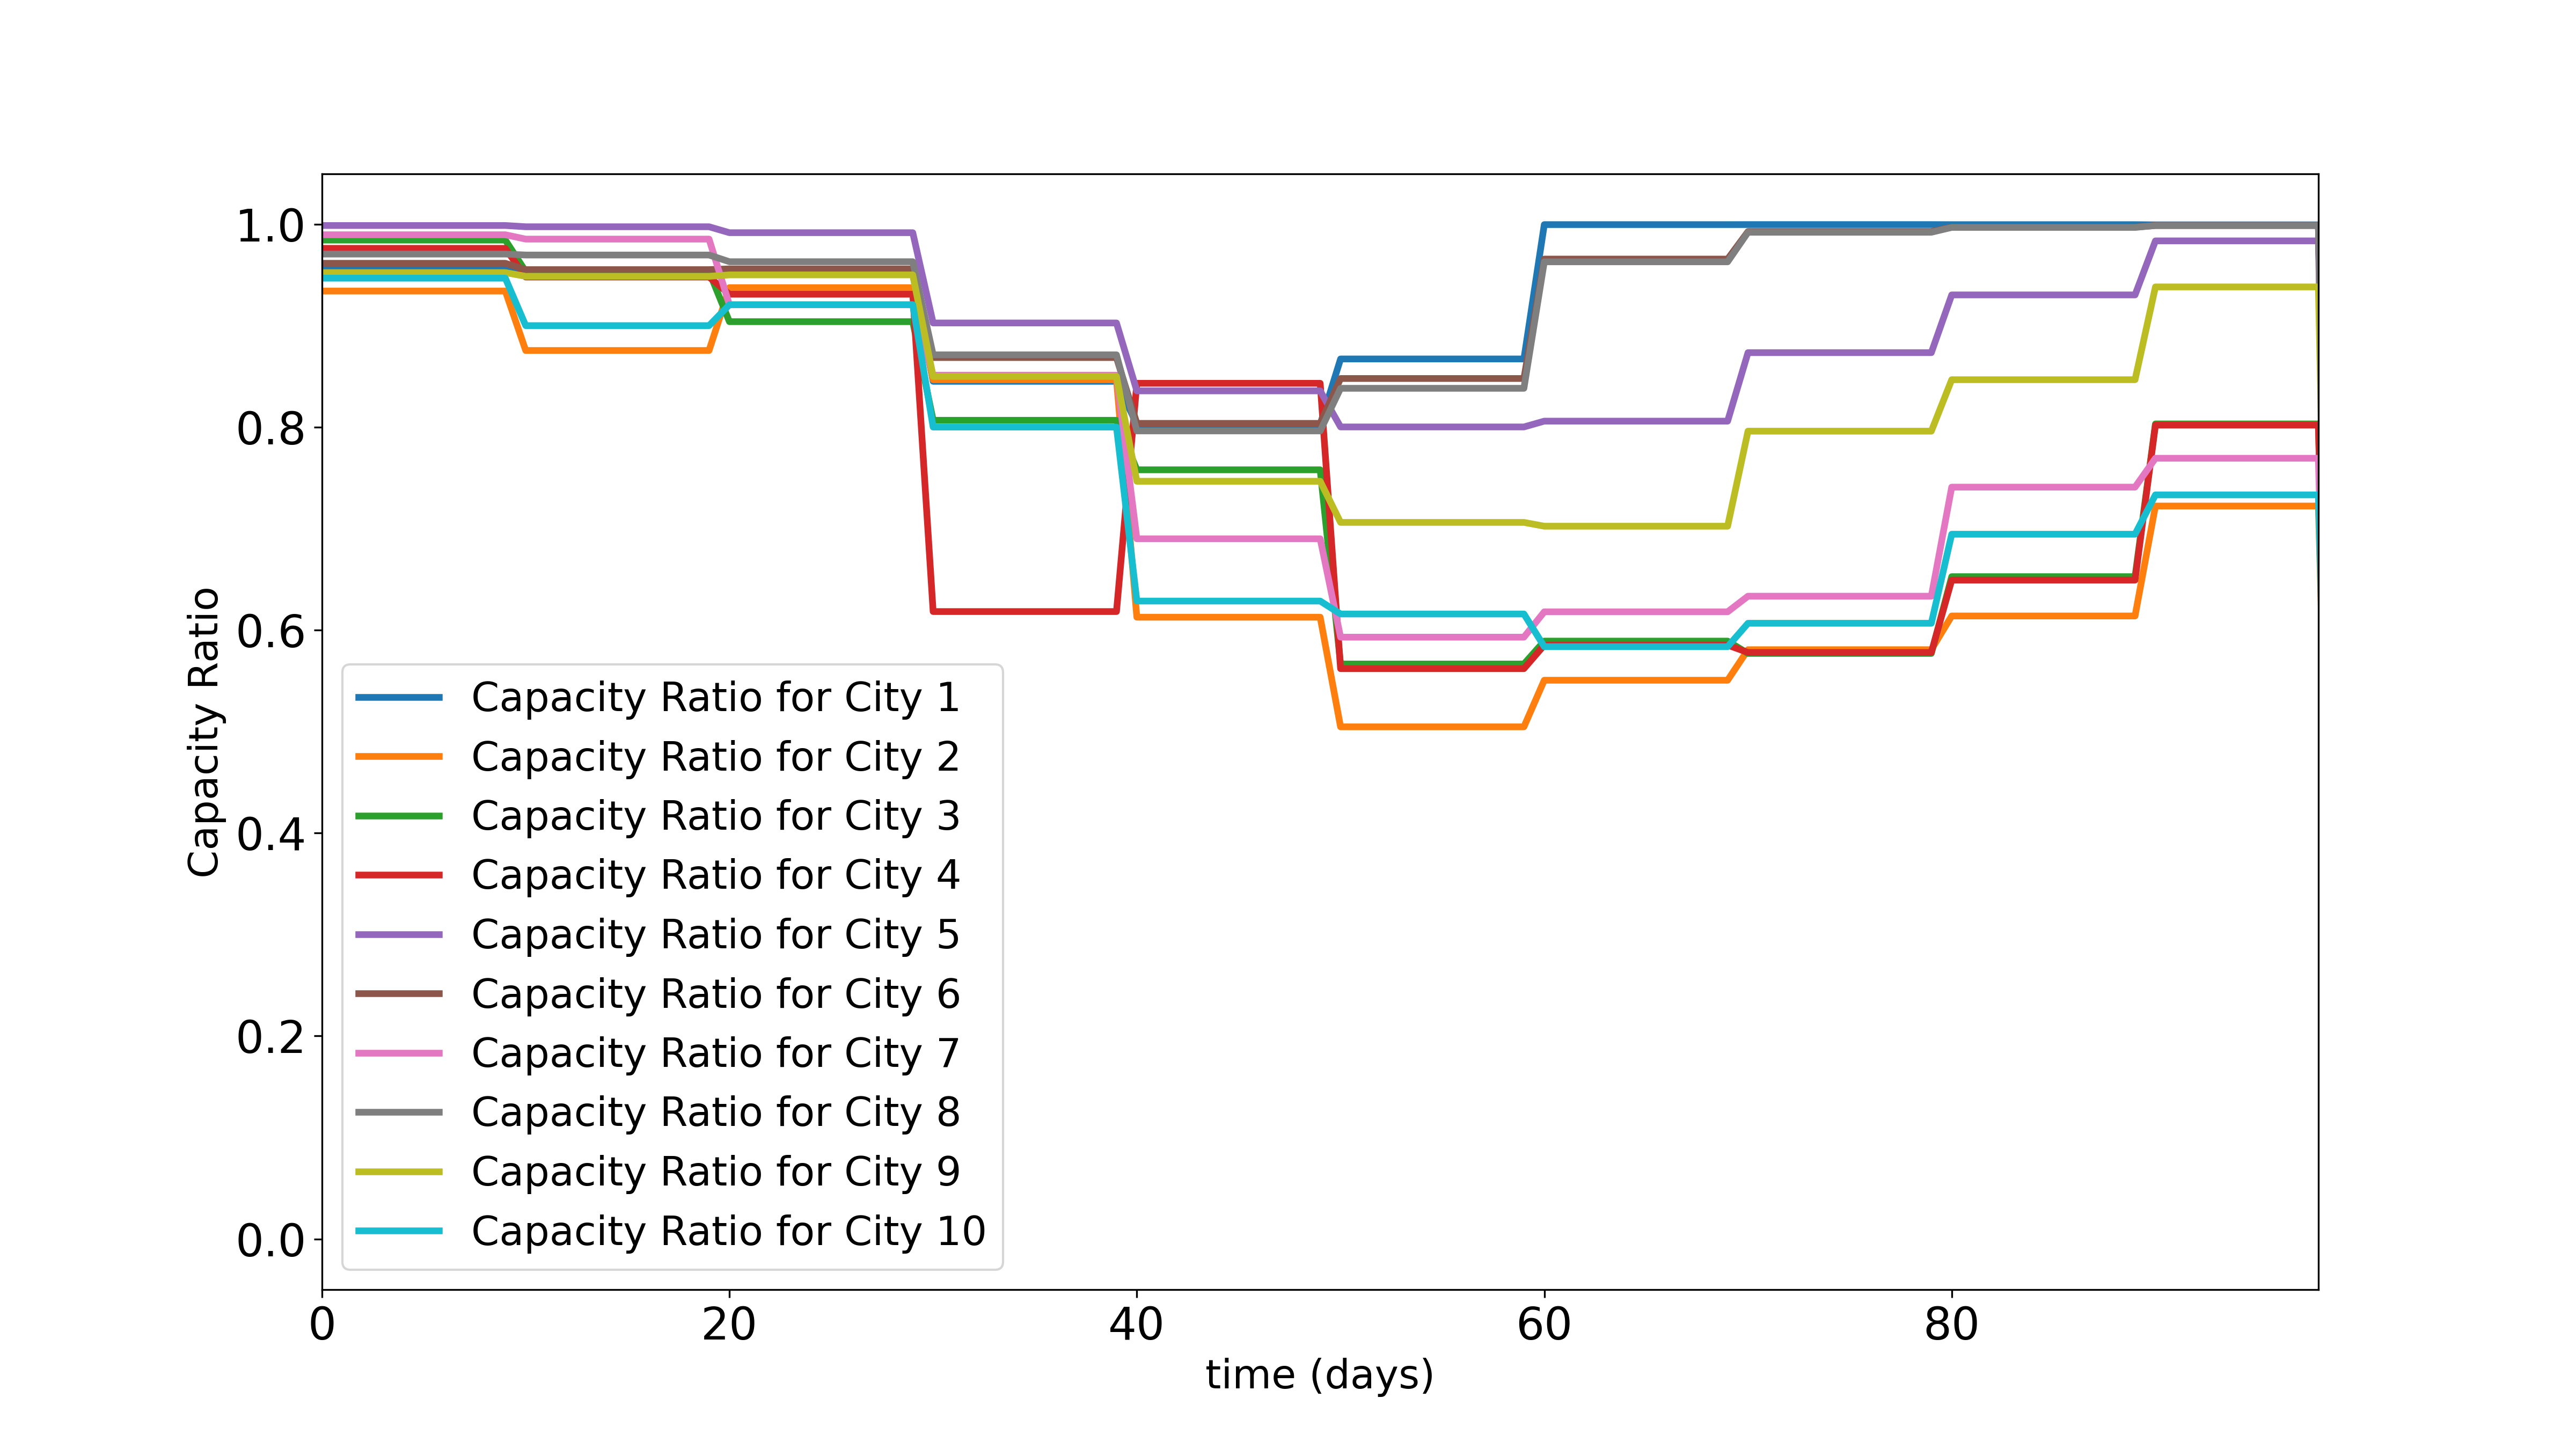 1.0
0.8
0.6
0.4
0.2
0.0
Capacity Ratio
Capacity Ratio for City 1
Capacity Ratio for City 2
Capacity Ratio for City 3
Capacity Ratio for City 4
Capacity Ratio for City 5
Capacity Ratio for City 6
Capacity Ratio for City 7
Capacity Ratio for City 8
Capacity Ratio for City 9
Capacity Ratio for City 10
0 20 40 60 80
time (days)